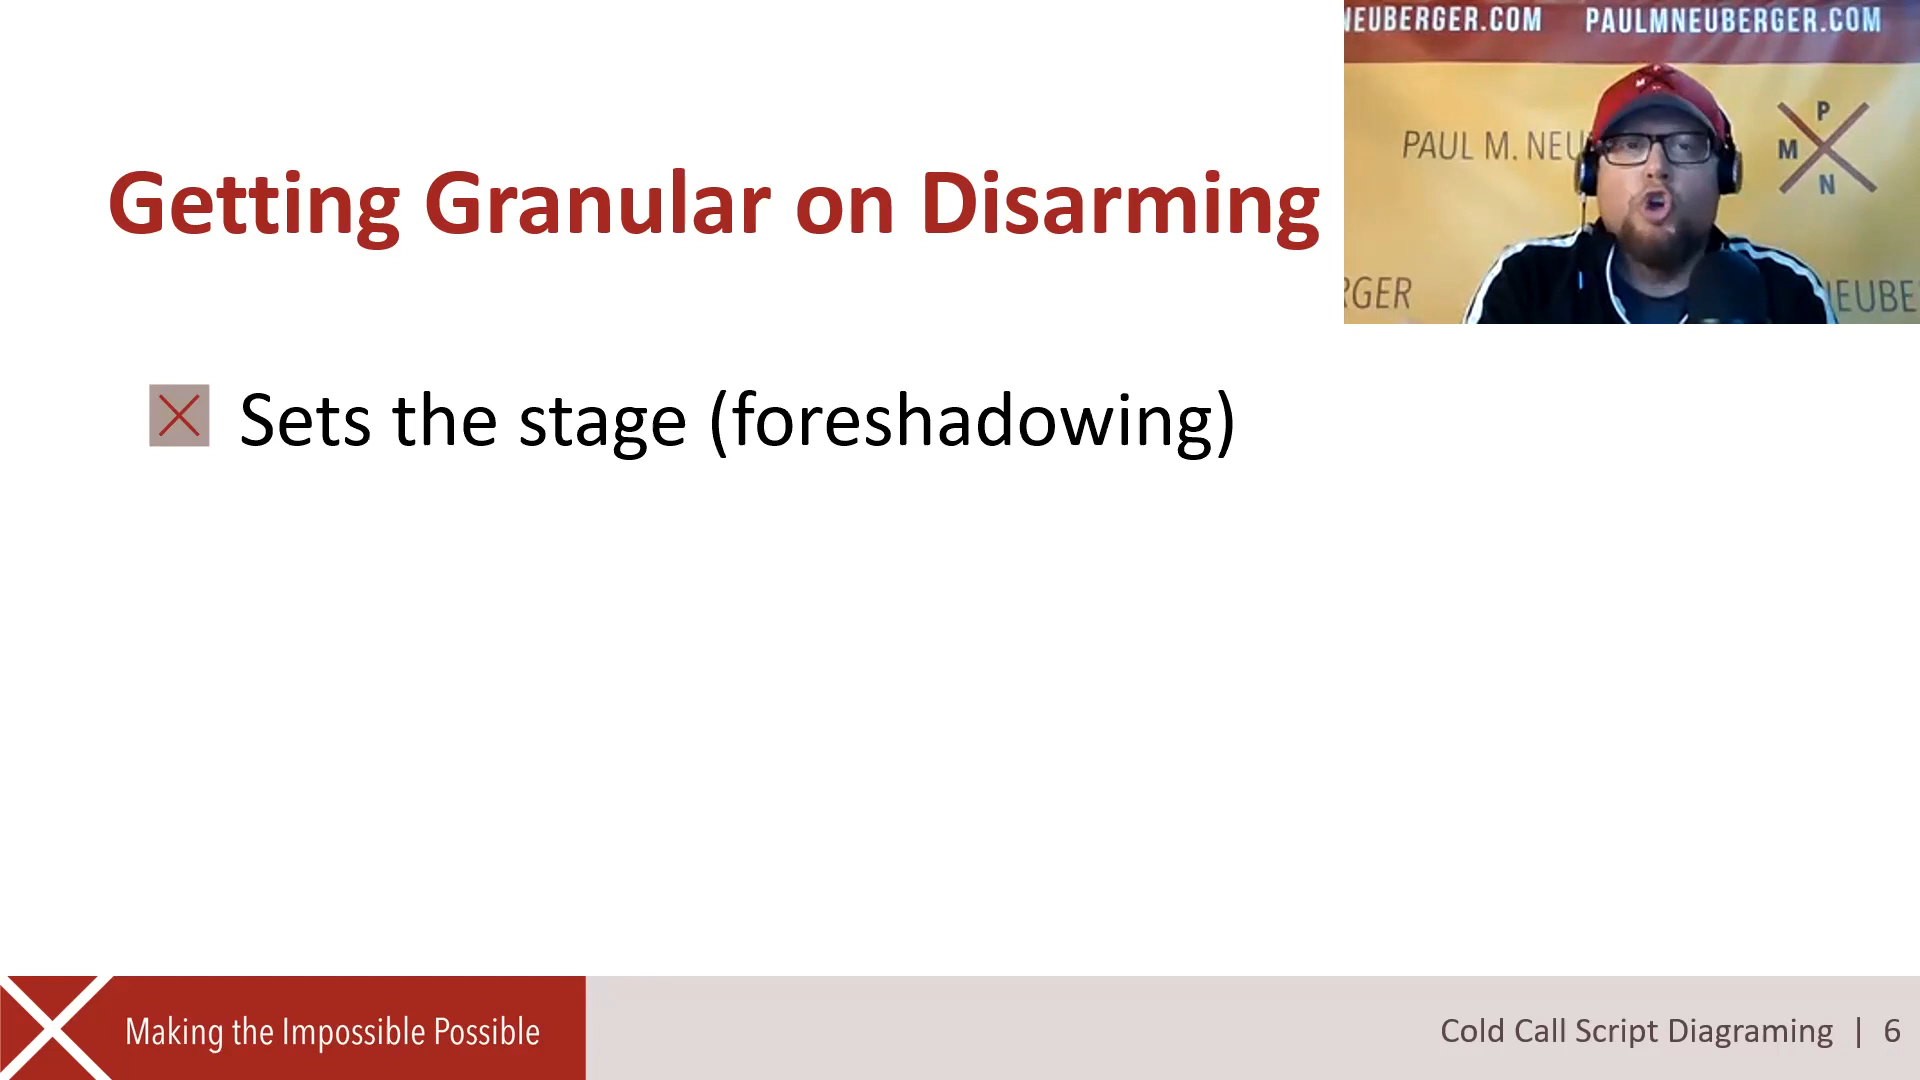 NEUBERGER.COM PAULMNEUBERGER.COM
PAUL M. NEU
P
M
N
RGER
NEUBE
Getting Granular on Disarming
Sets the stage (foreshadowing)
Making the Impossible Possible
Cold Call Script Diagraming | 6